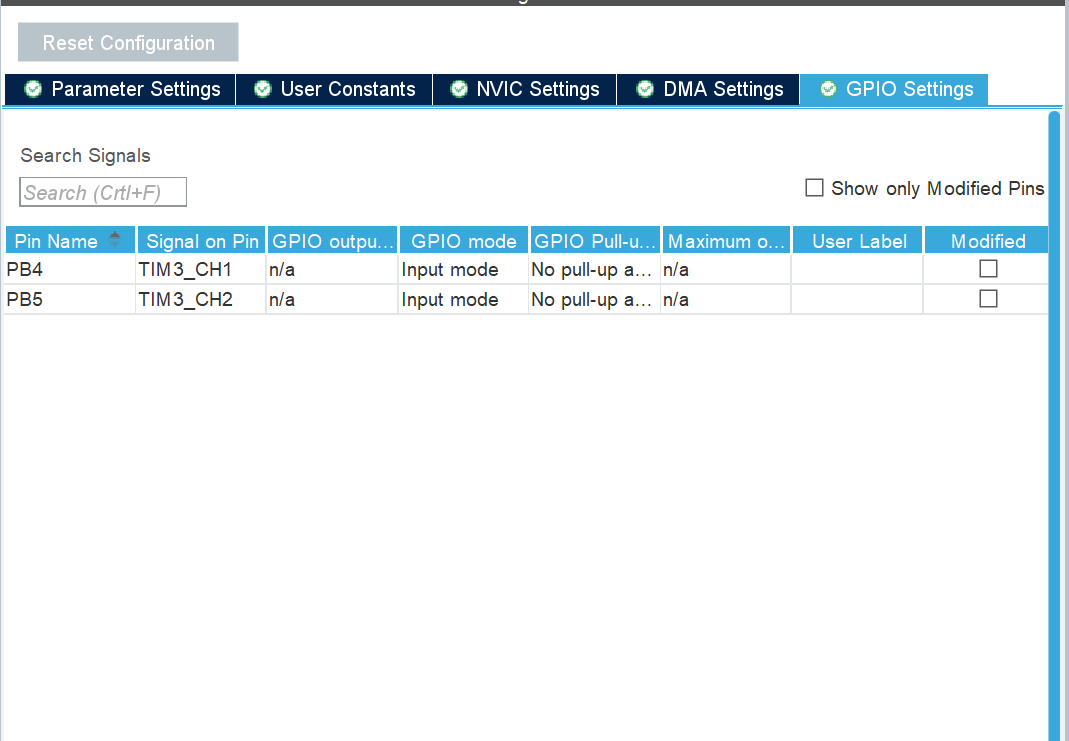 Reset Configuration
Parameter Settings User Constants NVIC Settings DMA Settings GPIO Settings
Search Signals
Search (Crtl+F)
Show only Modified Pins
Pin Name Signal on Pin GPIO outpu... GPIO mode GPIO Pull-u... Maximum o... User Label Modified
PB4 TIM3_CH1 n/a Input mode No pull-up a... n/a
PB5 TIM3_CH2 n/a Input mode No pull-up a... n/a